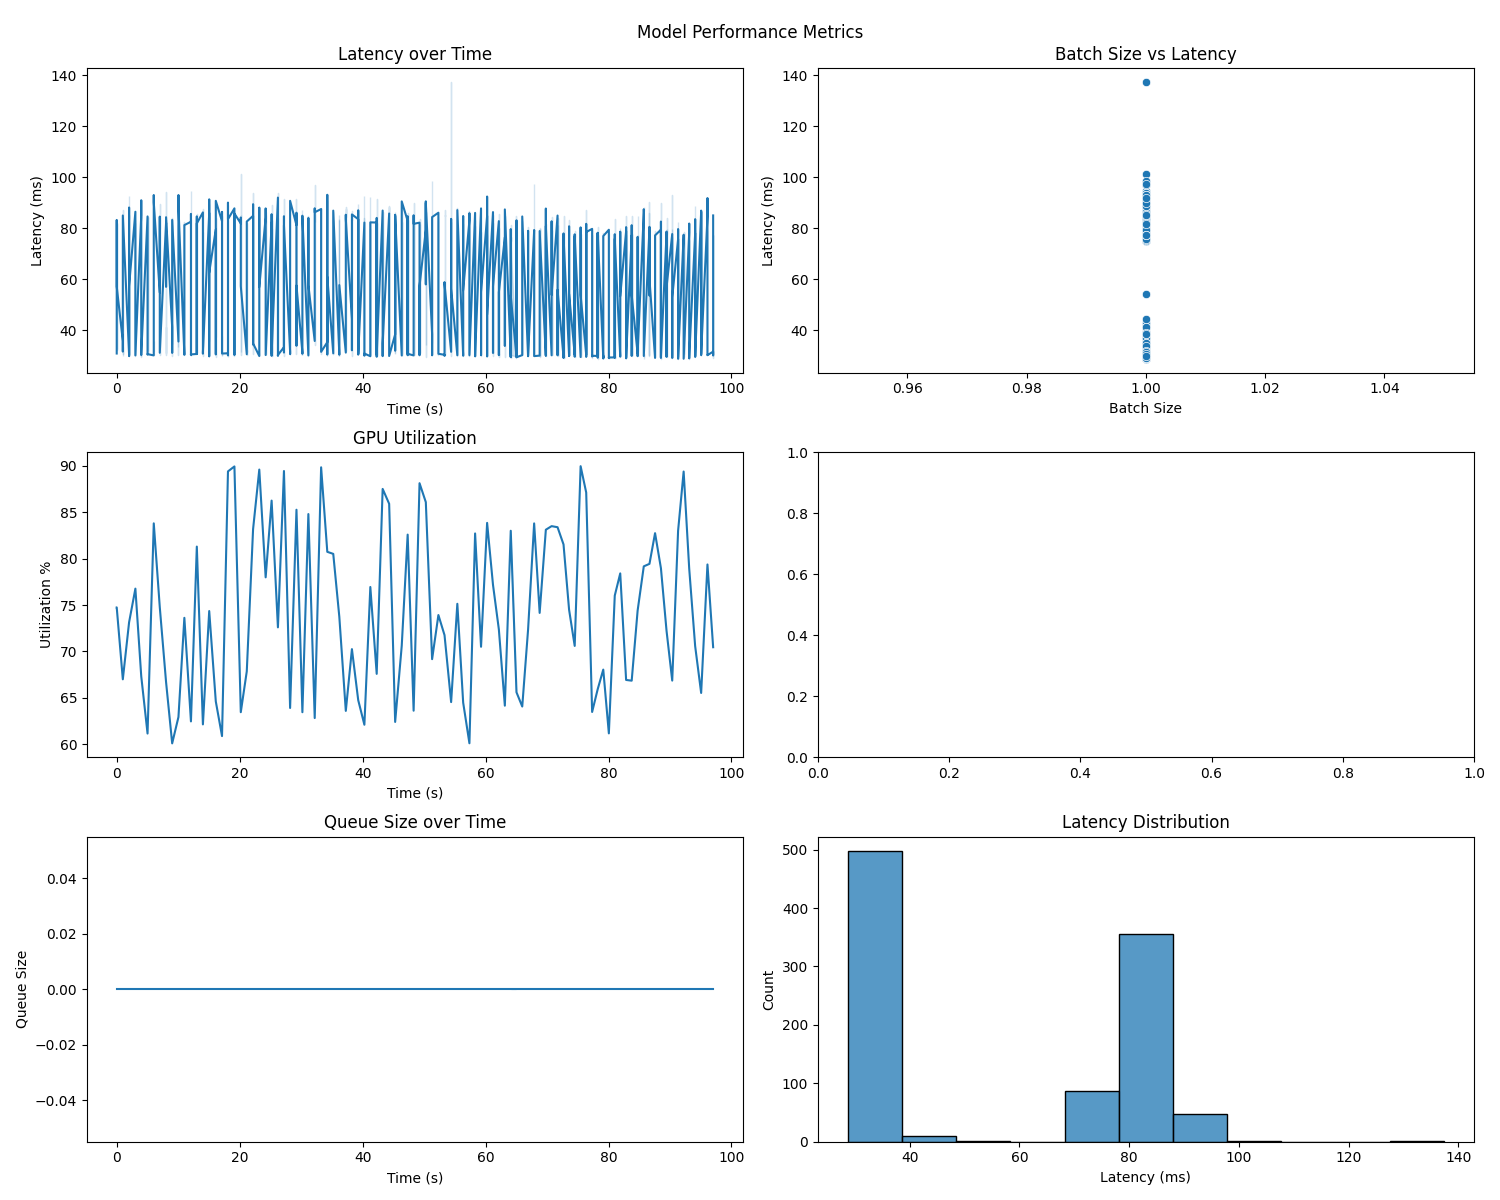 Model Performance Metrics
Latency over Time
Latency (ms)
140
120
100
80
60
40
0 20 40 60 80 100
Time (s)
Batch Size vs Latency
Latency (ms)
140
120
100
80
60
40
0.96 0.98 1.00 1.02 1.04
Batch Size
GPU Utilization
Utilization %
90
85
80
75
70
65
60
0 20 40 60 80 100
Time (s)
1.0
0.8
0.6
0.4
0.2
0.0
0.0 0.2 0.4 0.6 0.8 1.0
Queue Size over Time
Queue Size
0.04
0.02
0.00
−0.02
−0.04
0 20 40 60 80 100
Time (s)
Latency Distribution
Count
500
400
300
200
100
0
40 60 80 100 120 140
Latency (ms)